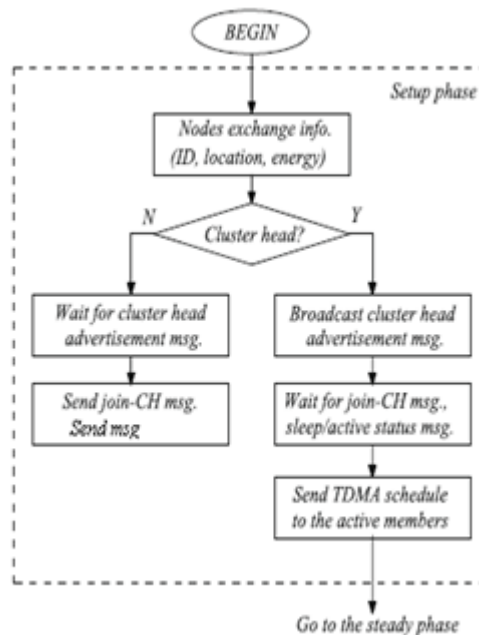 BEGIN
Setup phase
Nodes exchange info.
(ID, location, energy)
N
Y
Cluster head?
Wait for cluster head
advertisement msg.
Broadcast cluster head
advertisement msg.
Send join-CH msg.
Send msg
Wait for join-CH msg.,
sleep/active status msg.
Send TDMA schedule
to the active members
Go to the steady phase